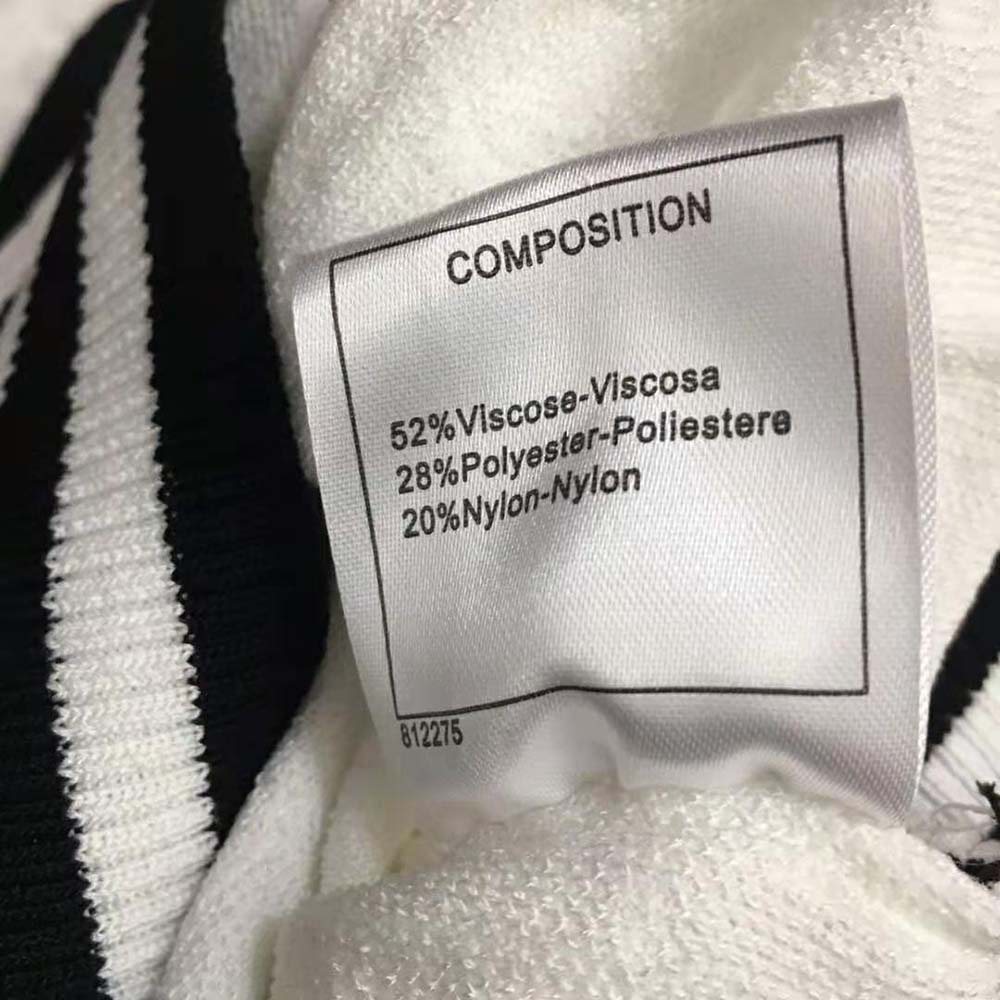 COMPOSITION
52%Viscose-Viscosa
28%Polyester-Poliestere
20%Nylon-Nylon
812275